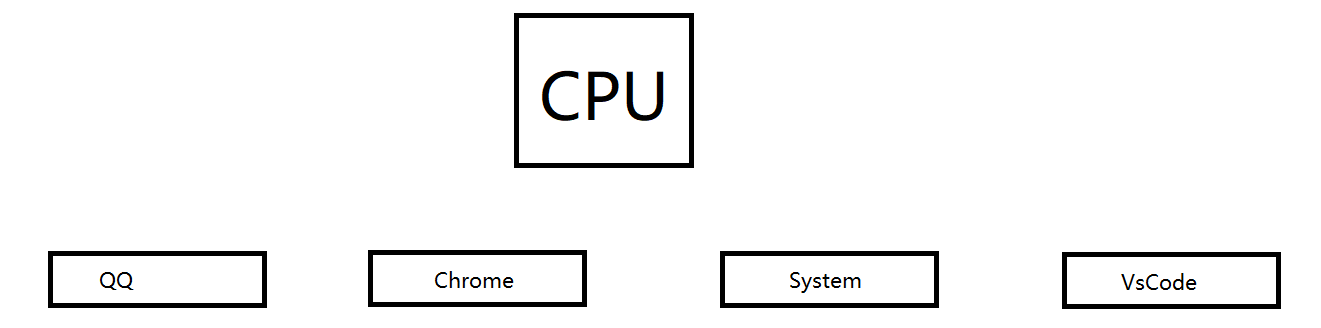 CPU
QQ
Chrome
System
VsCode